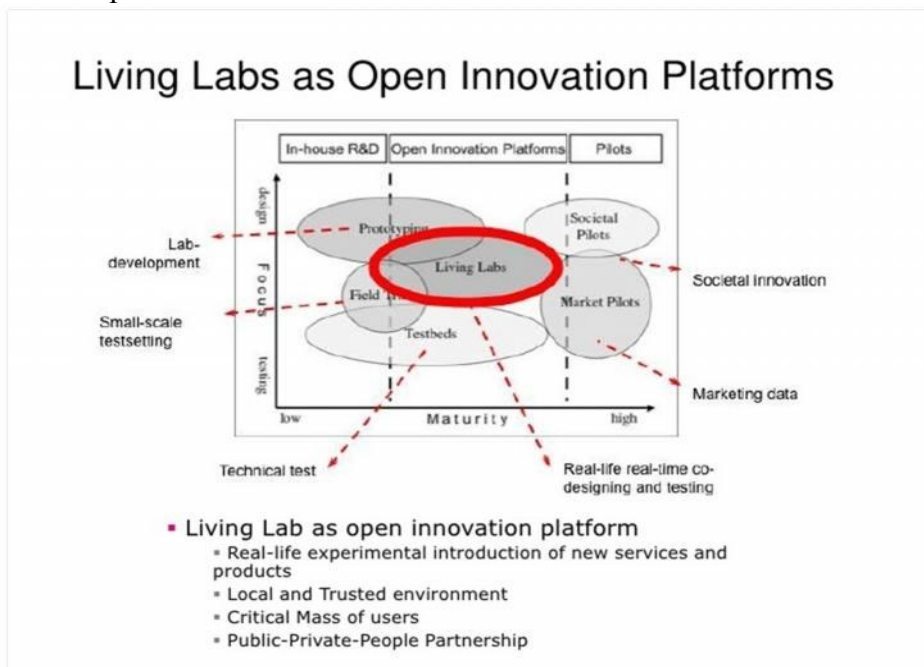 Living Labs as Open Innovation Platforms
In-house R&D Open Innovation Platforms Pilots
design
Focus
testing
Prototyping
Societal
Pilots
Living Labs
Field
Market Pilots
Testbeds
low Maturity high
Lab-
development
Small-scale
testsetting
Technical test
Societal Innovation
Marketing data
Real-life real-time co-
designing and testing
▪ Living Lab as open innovation platform
▪ Real-life experimental introduction of new services and
products
▪ Local and Trusted environment
▪ Critical Mass of users
▪ Public-Private-People Partnership